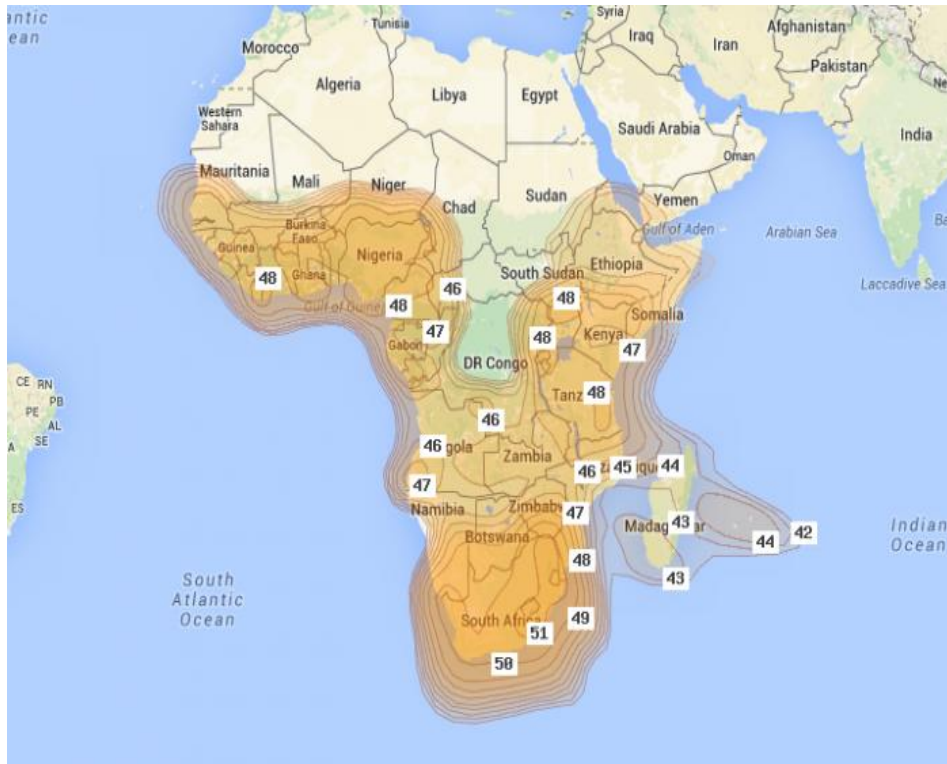 antic
ean
Morocco
Tunisia
Syria
Iraq
Iran
Afghanistan
Pakistan
Algeria
Libya
Egypt
Western
Sahara
Saudi Arabia
Oman
India
Mauritania
Mali
Niger
Chad
Sudan
Yemen
Gulf of Aden
Arabian Sea
Laccadive Sea
Burkina
Faso
Guinea
Ghana
Nigeria
South Sudan
Ethiopia
Somalia
Gulf of Guine
Gabon
DR Congo
Kenya
Tanz
gola
Zambia
Namibia
Zimbabw
Botswana
Madag
ar
South Africa
South
Atlantic
Ocean
Indian
Ocean
CE
RN
PE
PB
AL
SE
A
ES
48
48
46
47
48
48
47
48
46
46
47
46
45
44
47
48
49
51
50
43
43
44
42